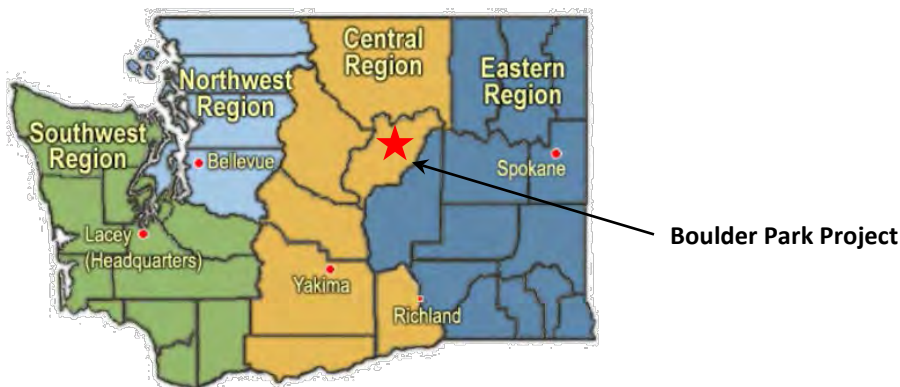 Central
Region
Northwest
Region
Eastern
Region
Southwest
Region
Bellevue
Spokane
Lacey
(Headquarters)
Yakima
Richland
Boulder Park Project